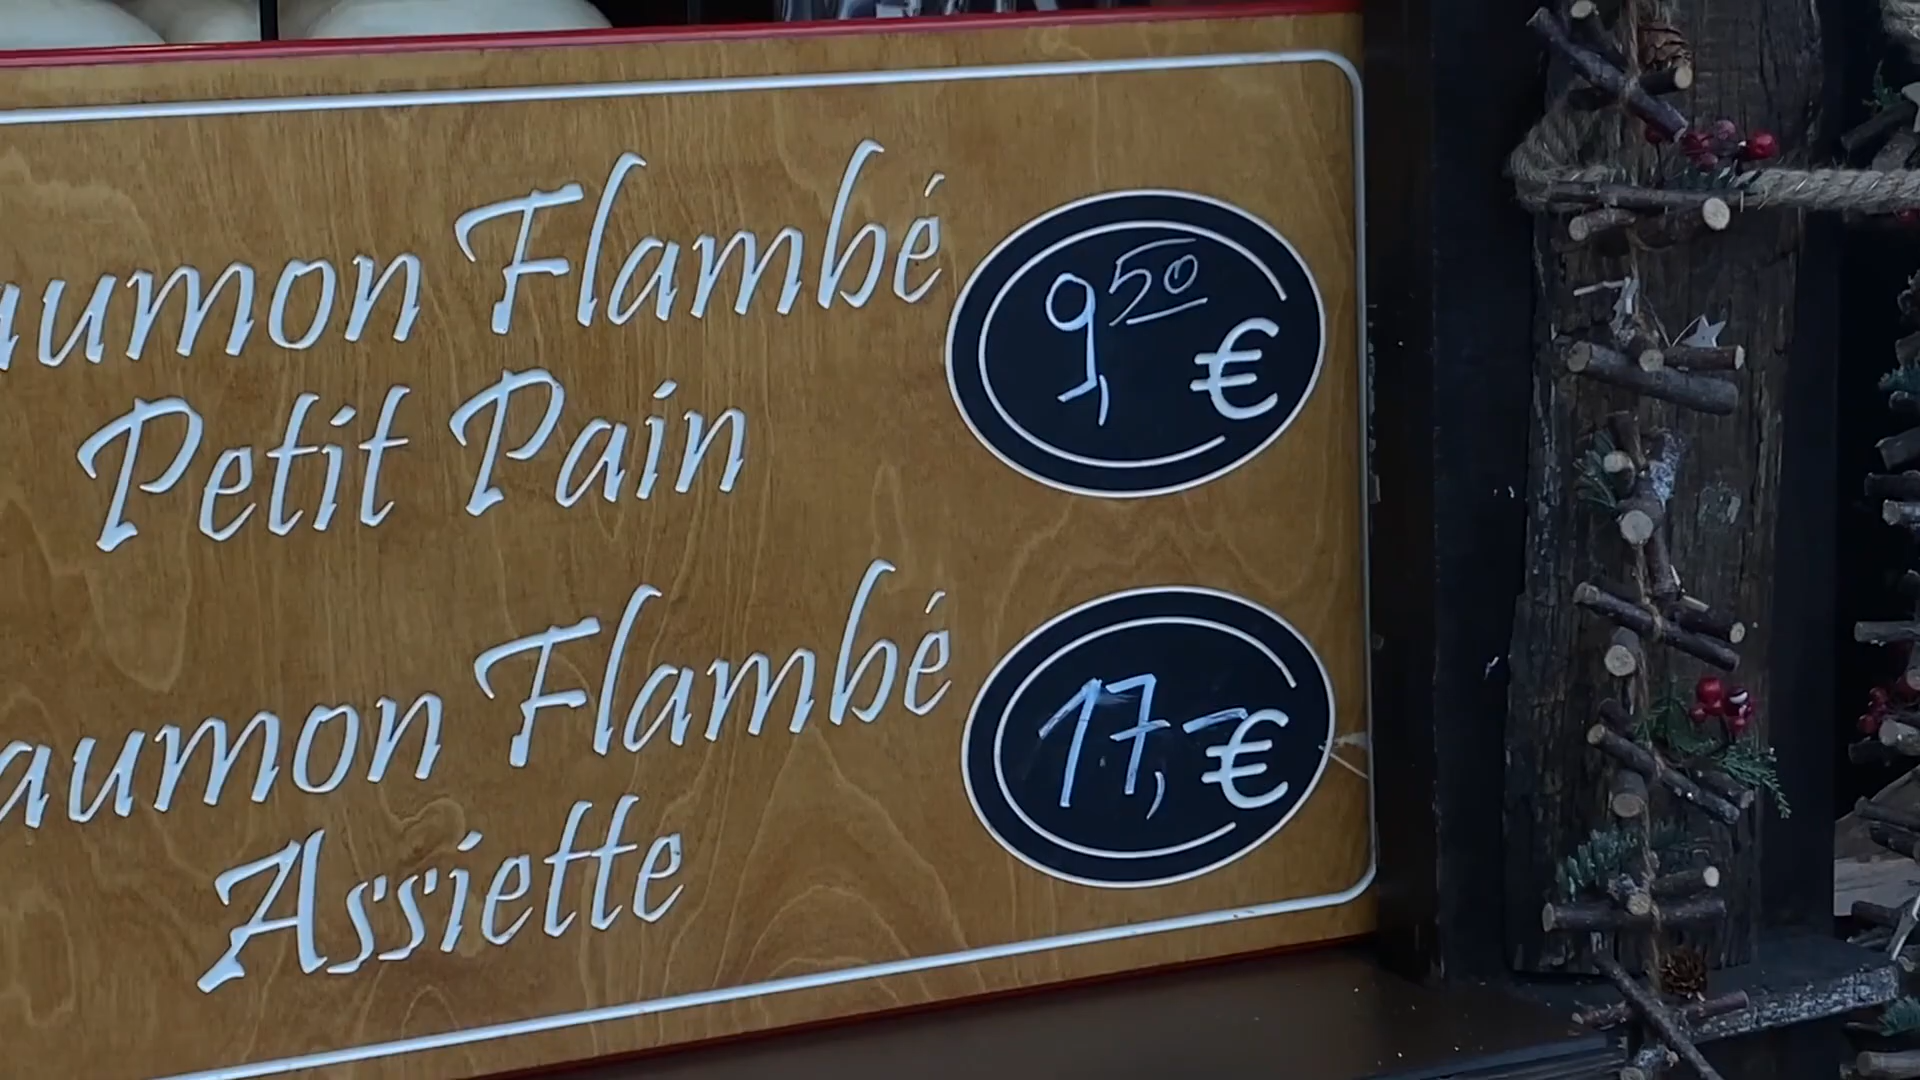 aumon Flambé
Petit Pain
9,50 €
aumon Flambé
Assiette
17,- €